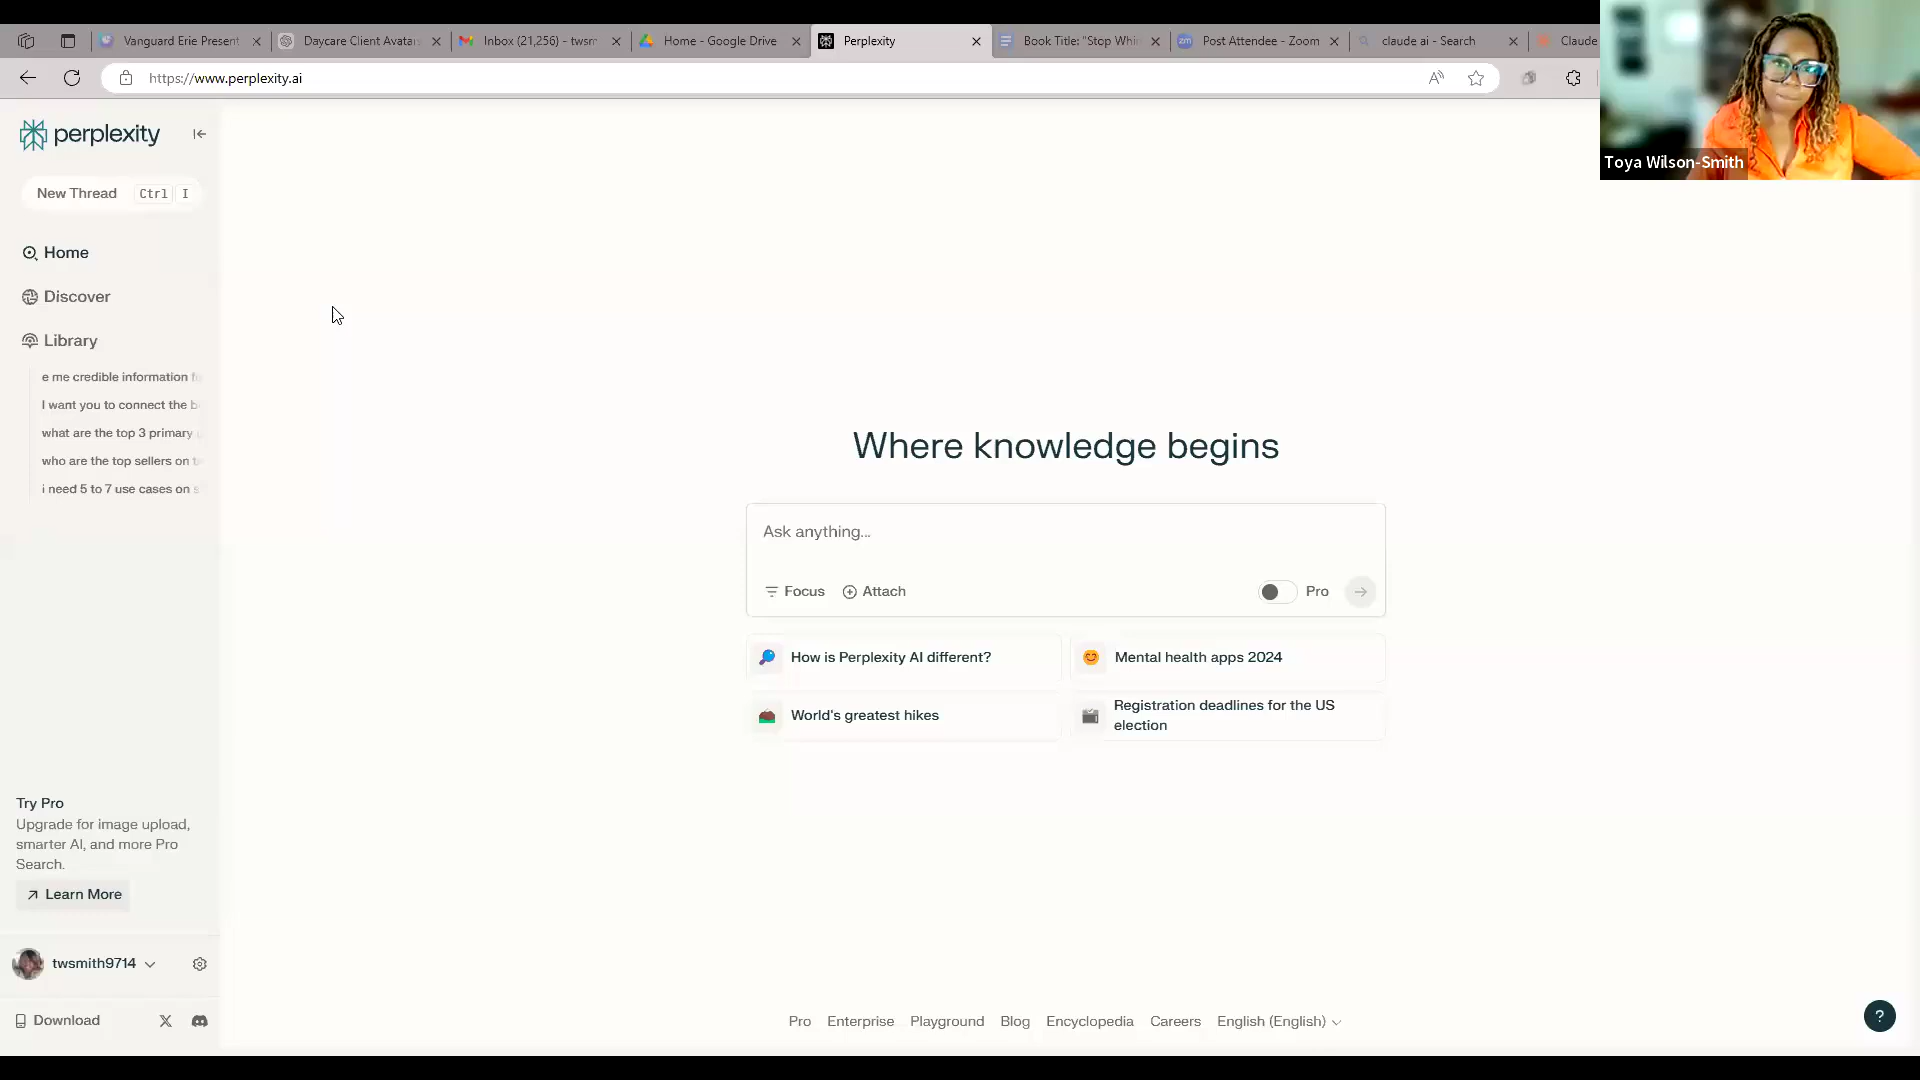 Vanguard Erie Present
Daycare Client Avatar
Inbox (21,256) - twsm
Home - Google Drive
Perplexity
Book Title: "Stop Whin
Post Attendee - Zoom
claude ai - Search
Claude
https://www.perplexity.ai
Toya Wilson-Smith
perplexity
New Thread Ctrl I
Home
Discover
Library
e me credible information f
I want you to connect the b
what are the top 3 primary
who are the top sellers on t
i need 5 to 7 use cases on s
Where knowledge begins
Ask anything...
Focus Attach Pro
How is Perplexity AI different?
Mental health apps 2024
World's greatest hikes
Registration deadlines for the US
election
Try Pro
Upgrade for image upload,
smarter AI, and more Pro
Search.
Learn More
twsmith9714
Download
Pro Enterprise Playground Blog Encyclopedia Careers English (English)
?